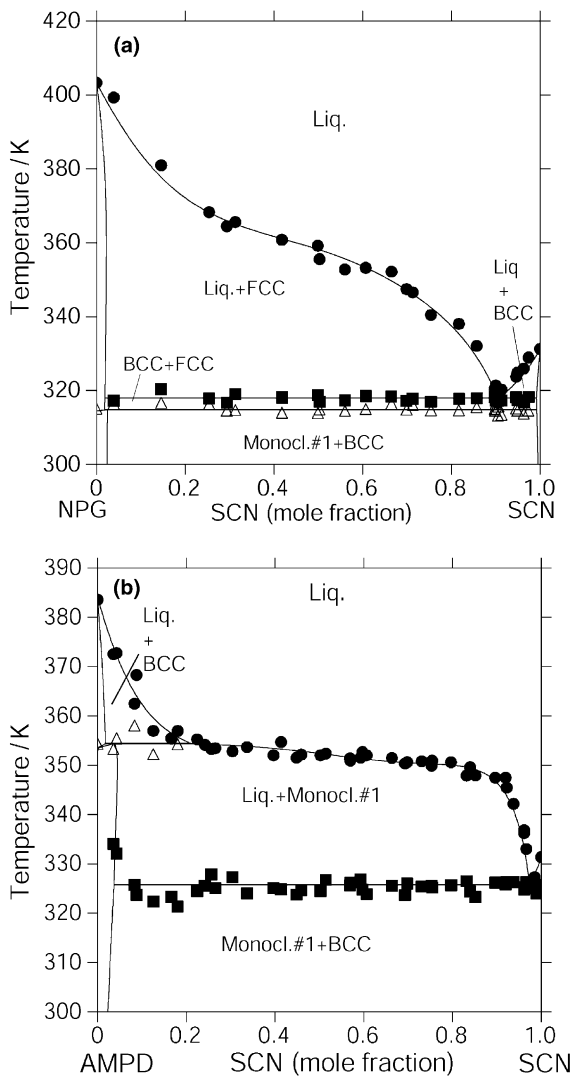 420
(a)
400
Liq.
380
Temperature /K
360
Liq.+FCC
Liq
+
BCC
340
BCC+FCC
320
Monocl.#1+BCC
300
0 0.2 0.4 0.6 0.8 1.0
NPG SCN (mole fraction) SCN
390
(b)
Liq.
380
Liq.
+
BCC
370
360
Temperature /K
350
Liq.+Monocl.#1
340
330
320
Monocl.#1+BCC
310
300
0 0.2 0.4 0.6 0.8 1.0
AMPD SCN (mole fraction) SCN